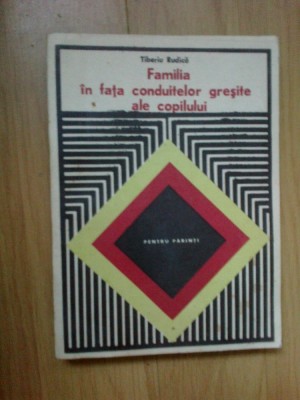 Tiberiu Rudică
Familia
în fața conduitelor greșite
ale copilului
PENTRU PĂRINȚI